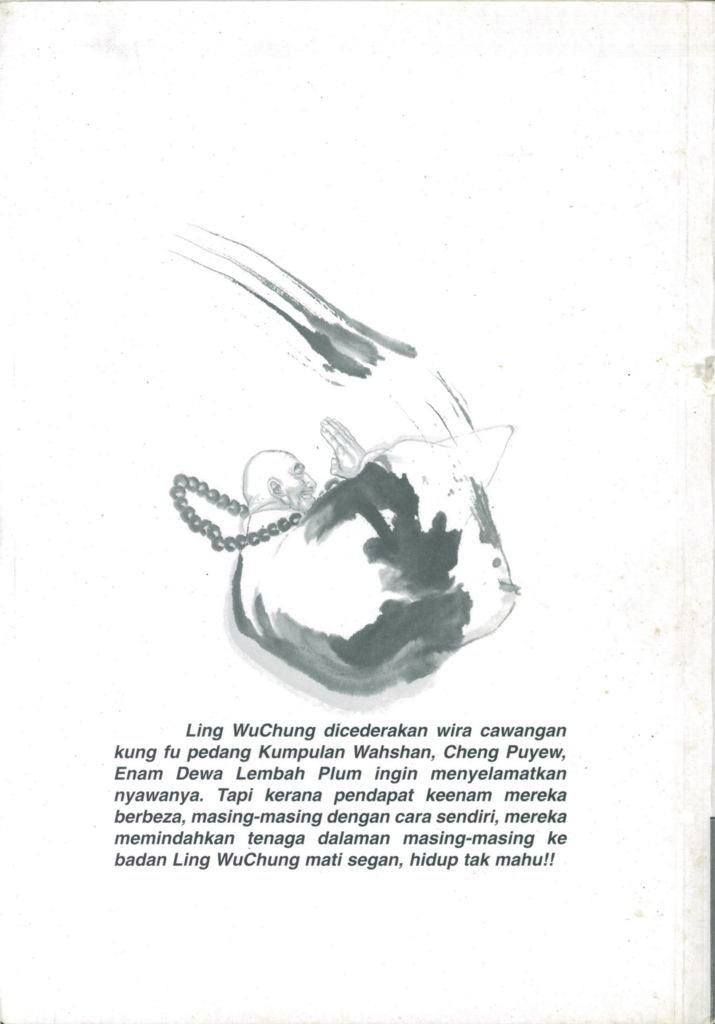 Ling WuChung dicederakan wira cawangan
kung fu pedang Kumpulan Wahshan, Cheng Puyew,
Enam Dewa Lembah Plum ingin menyelamatkan
nyawanya. Tapi kerana pendapat keenam mereka
berbeza, masing-masing dengan cara sendiri, mereka
memindahkan tenaga dalaman masing-masing ke
badan Ling WuChung mati segan, hidup tak mahu!!